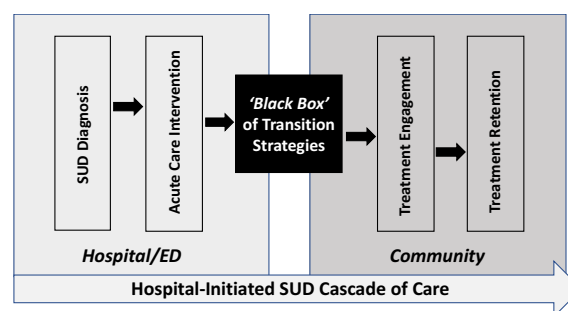 SUD Diagnosis
Acute Care Intervention
'Black Box'
of Transition
Strategies
Treatment Engagement
Treatment Retention
Hospital/ED
Community
Hospital-Initiated SUD Cascade of Care